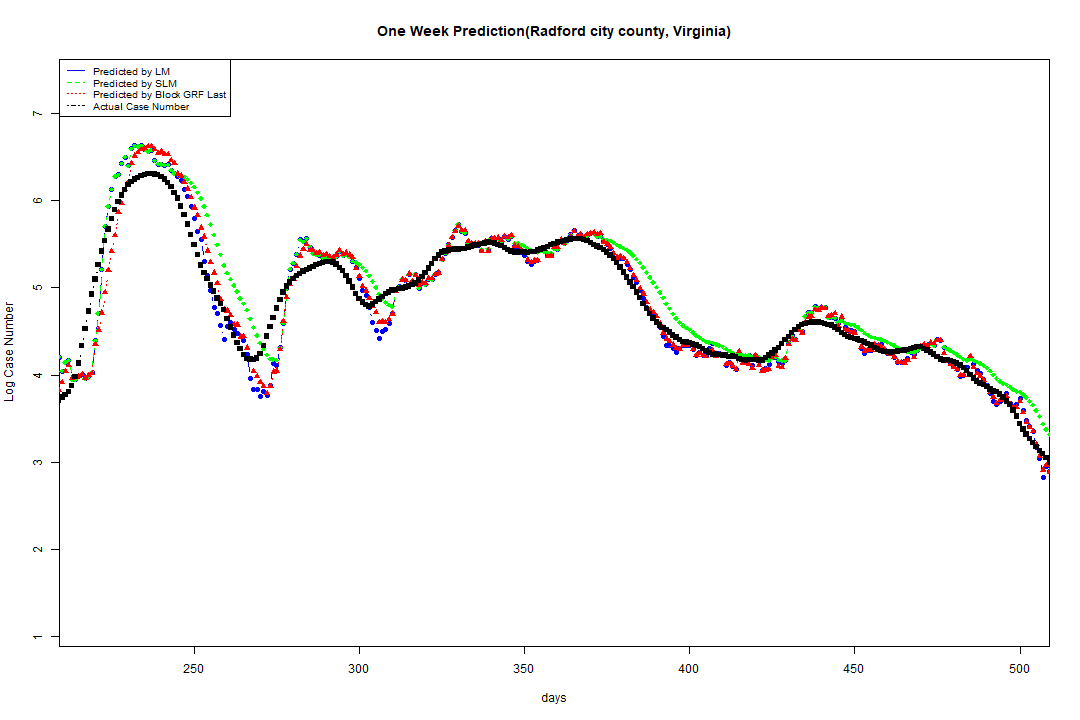 One Week Prediction(Radford city county, Virginia)
Predicted by LM
Predicted by SLM
Predicted by Block GRF Last
Actual Case Number
7
6
5
4
3
2
1
Log Case Number
250 300 350 400 450 500
days